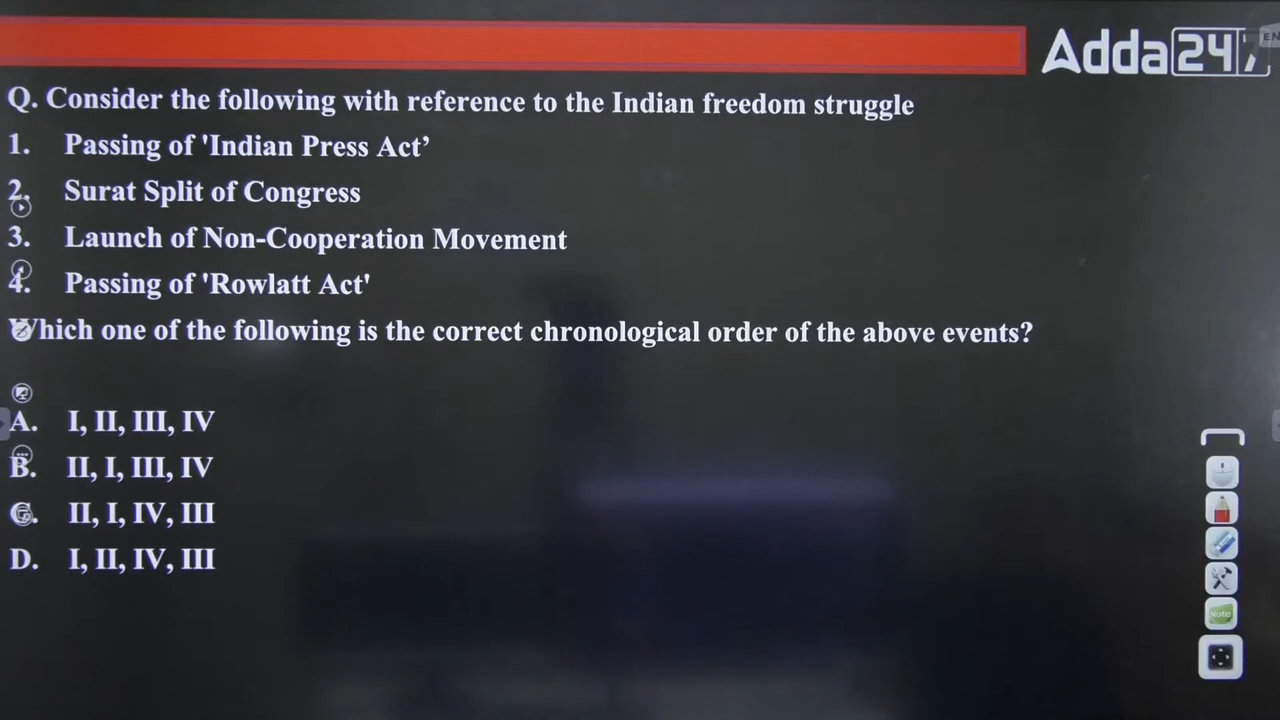 Adda247
EN
Q. Consider the following with reference to the Indian freedom struggle
1. Passing of 'Indian Press Act’
2. Surat Split of Congress
3. Launch of Non-Cooperation Movement
4. Passing of 'Rowlatt Act'
Which one of the following is the correct chronological order of the above events?
A. I, II, III, IV
B. II, I, III, IV
C. II, I, IV, III
D. I, II, IV, III
Note